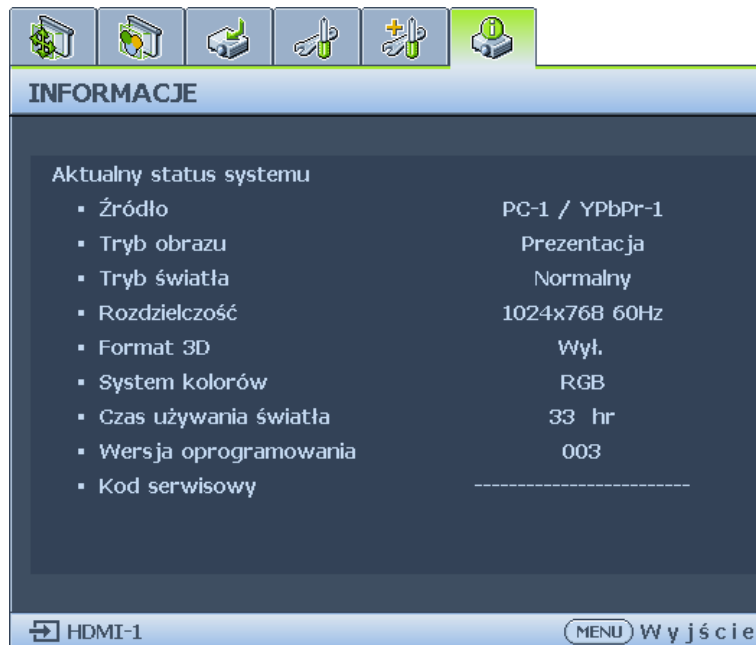 INFORMACJE
Aktualny status systemu
▪ Źródło PC-1 / YPbPr-1
▪ Tryb obrazu Prezentacja
▪ Tryb światła Normalny
▪ Rozdzielczość 1024x768 60Hz
▪ Format 3D Wył.
▪ System kolorów RGB
▪ Czas używania światła 33 hr
▪ Wersja oprogramowania 003
▪ Kod serwisowy -------------------------
HDMI-1 MENU Wyjście